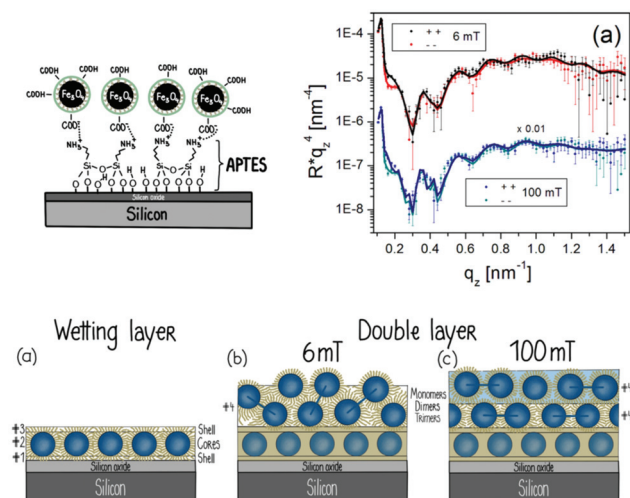 COOH COOH COOH COOH
COOH COOH COOH COOH
COOH COOH
Fe3O4 Fe3O4 Fe3O4 Fe3O4
COO⁻ COO⁻ COO⁻ COO⁻
NH3⁺ NH3⁺ NH3⁺ NH3⁺
APTES
Si O Si Si O Si
H H H H H
O O O O O O O O
Silicon oxide
Silicon
(a)
++ 6 mT
--
1E-4
1E-5
1E-6
1E-7
1E-8
R*qz^4 [nm-4]
x 0.01
++ 100 mT
--
0.2 0.4 0.6 0.8 1.0 1.2 1.4
qz [nm-1]
Wetting layer
Double layer
(a)
(b)
6mT
(c)
100mT
#3 Shell
#2 Cores
#1 Shell
Silicon oxide
Silicon
#4
Silicon oxide
Silicon
Monomers
Dimers
Trimers
Silicon oxide
Silicon